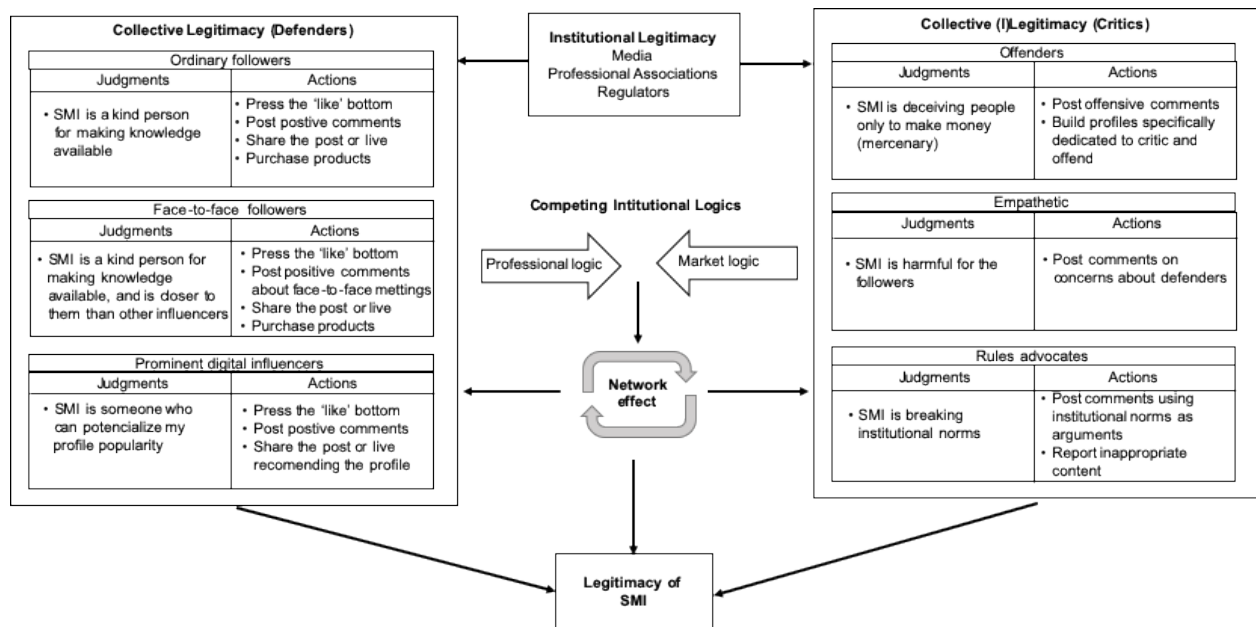 Collective Legitimacy (Defenders)
Ordinary followers
Judgments
Actions
• SMI is a kind person
for making knowledge
available
• Press the 'like' bottom
• Post postive comments
• Share the post or live
• Purchase products
Face-to-face followers
Judgments
Actions
• SMI is a kind person for
making knowledge
available, and is closer to
them than other influencers
• Press the 'like' bottom
• Post positive comments
about face-to-face mettings
• Share the post or live
• Purchase products
Prominent digital influencers
Judgments
Actions
• SMI is someone who
can potencialize my
profile popularity
• Press the 'like' bottom
• Post postive comments
• Share the post or live
recomending the profile
Institutional Legitimacy
Media
Professional Associations
Regulators
Competing Intitutional Logics
Professional logic
Market logic
Network
effect
Legitimacy of
SMI
Collective (I)Legitimacy (Critics)
Offenders
Judgments
Actions
• SMI is deceiving people
only to make money
(mercenary)
• Post offensive comments
• Build profiles specifically
dedicated to critic and
offend
Empathetic
Judgments
Actions
• SMI is harmful for the
followers
• Post comments on
concerns about defenders
Rules advocates
Judgments
Actions
• SMI is breaking
institutional norms
• Post comments using
institutional norms as
arguments
• Report inappropriate
content